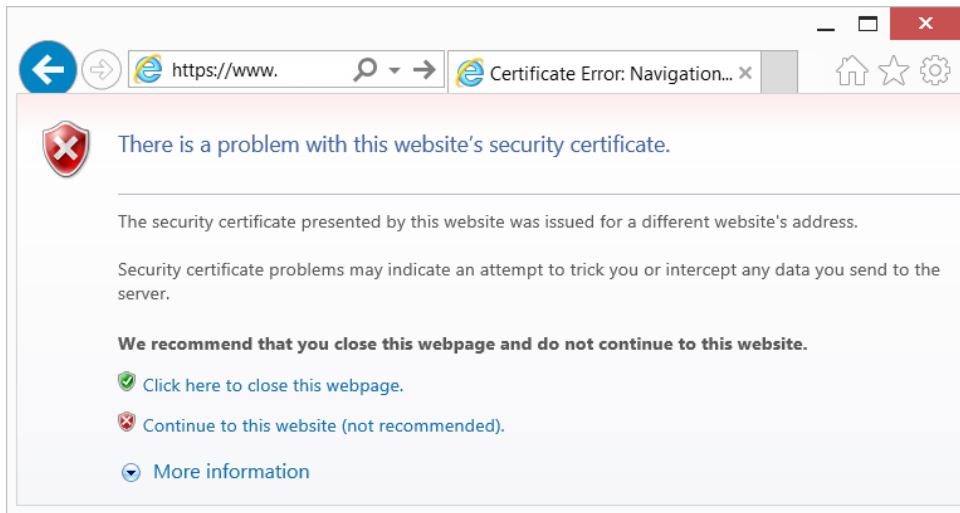 https://www.
Certificate Error: Navigation...
There is a problem with this website's security certificate.
The security certificate presented by this website was issued for a different website's address.
Security certificate problems may indicate an attempt to trick you or intercept any data you send to the
server.
We recommend that you close this webpage and do not continue to this website.
Click here to close this webpage.
Continue to this website (not recommended).
More information